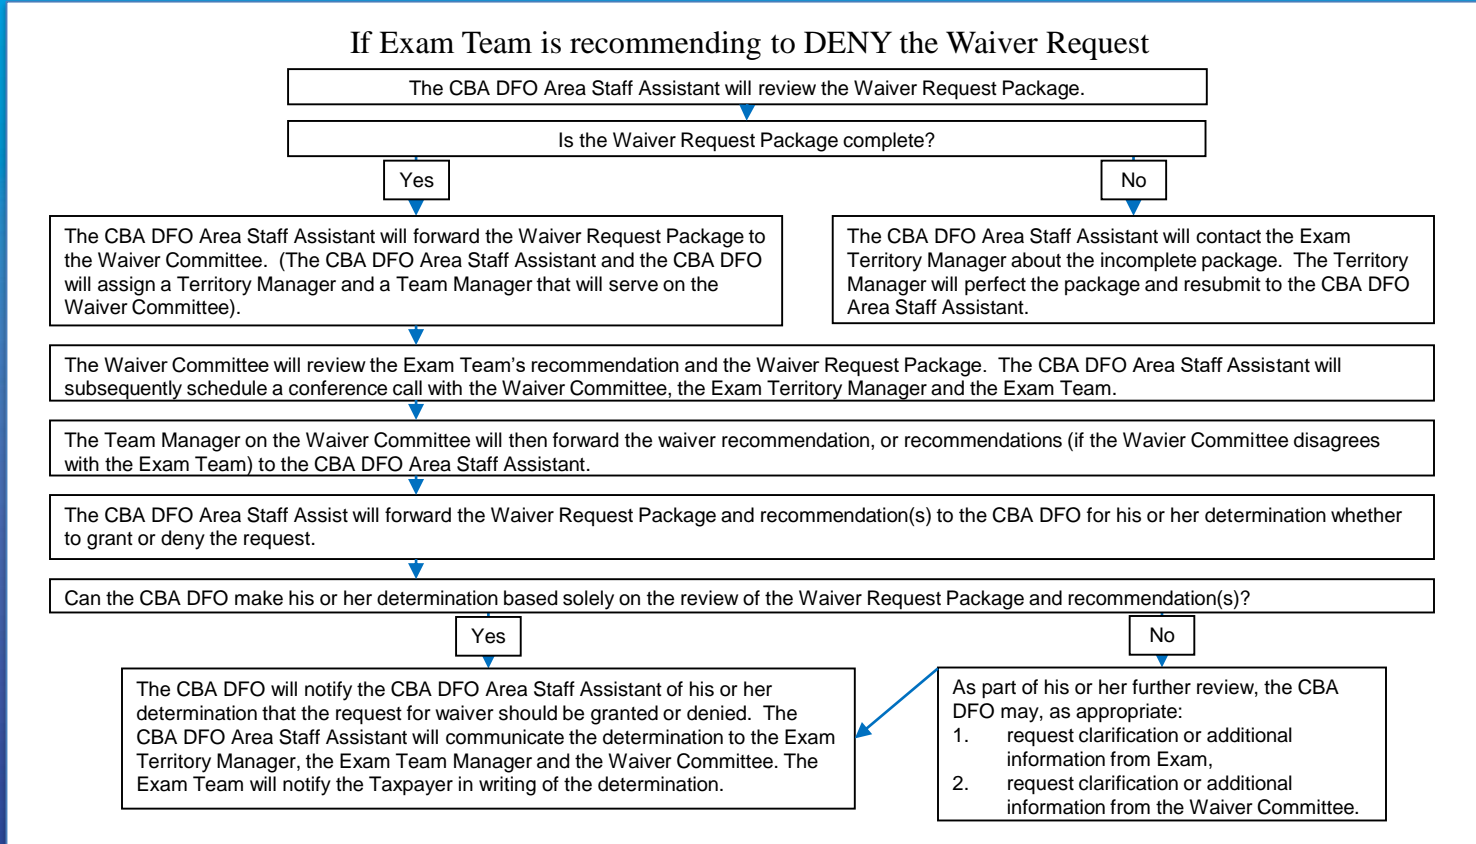 If Exam Team is recommending to DENY the Waiver Request
The CBA DFO Area Staff Assistant will review the Waiver Request Package.
Is the Waiver Request Package complete?
Yes
No
The CBA DFO Area Staff Assistant will forward the Waiver Request Package to
the Waiver Committee.  (The CBA DFO Area Staff Assistant and the CBA DFO
will assign a Territory Manager and a Team Manager that will serve on the
Waiver Committee).
The CBA DFO Area Staff Assistant will contact the Exam
Territory Manager about the incomplete package.  The Territory
Manager will perfect the package and resubmit to the CBA DFO
Area Staff Assistant.
The Waiver Committee will review the Exam Team’s recommendation and the Waiver Request Package.  The CBA DFO Area Staff Assistant will
subsequently schedule a conference call with the Waiver Committee, the Exam Territory Manager and the Exam Team.
The Team Manager on the Waiver Committee will then forward the waiver recommendation, or recommendations (if the Wavier Committee disagrees
with the Exam Team) to the CBA DFO Area Staff Assistant.
The CBA DFO Area Staff Assist will forward the Waiver Request Package and recommendation(s) to the CBA DFO for his or her determination whether
to grant or deny the request.
Can the CBA DFO make his or her determination based solely on the review of the Waiver Request Package and recommendation(s)?
Yes
No
The CBA DFO will notify the CBA DFO Area Staff Assistant of his or her
determination that the request for waiver should be granted or denied.  The
CBA DFO Area Staff Assistant will communicate the determination to the Exam
Territory Manager, the Exam Team Manager and the Waiver Committee. The
Exam Team will notify the Taxpayer in writing of the determination.
As part of his or her further review, the CBA
DFO may, as appropriate:
1. request clarification or additional
information from Exam,
2. request clarification or additional
information from the Waiver Committee.